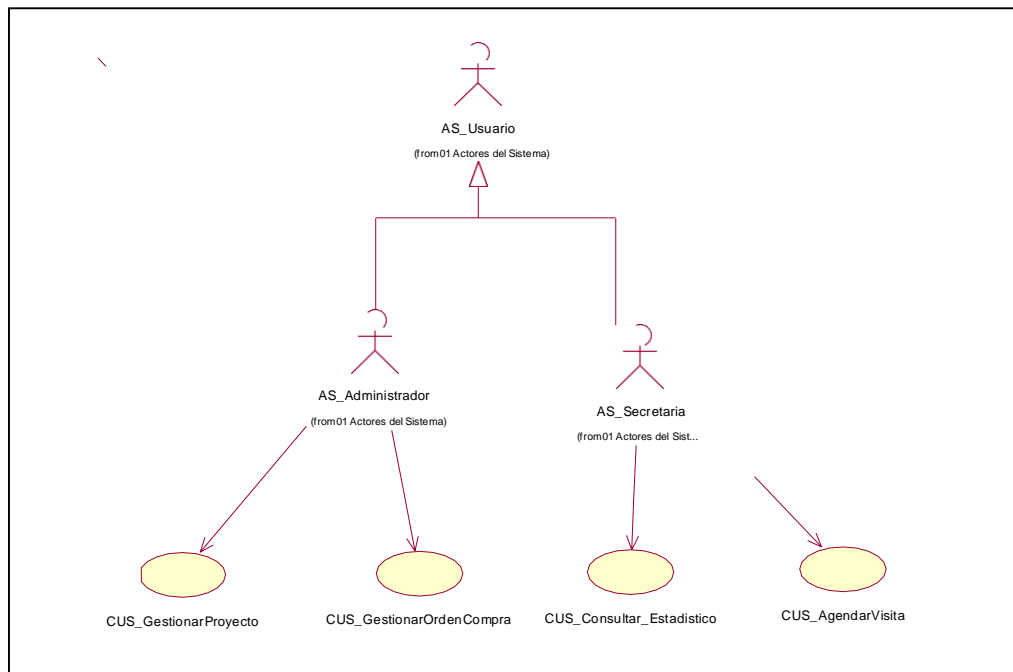 AS_Usuario
(from 01 Actores del Sistema)
AS_Administrador
(from 01 Actores del Sistema)
AS_Secretaria
(from 01 Actores del Sist...
CUS_GestionarProyecto
CUS_GestionarOrdenCompra
CUS_Consultar_Estadistico
CUS_AgendarVisita